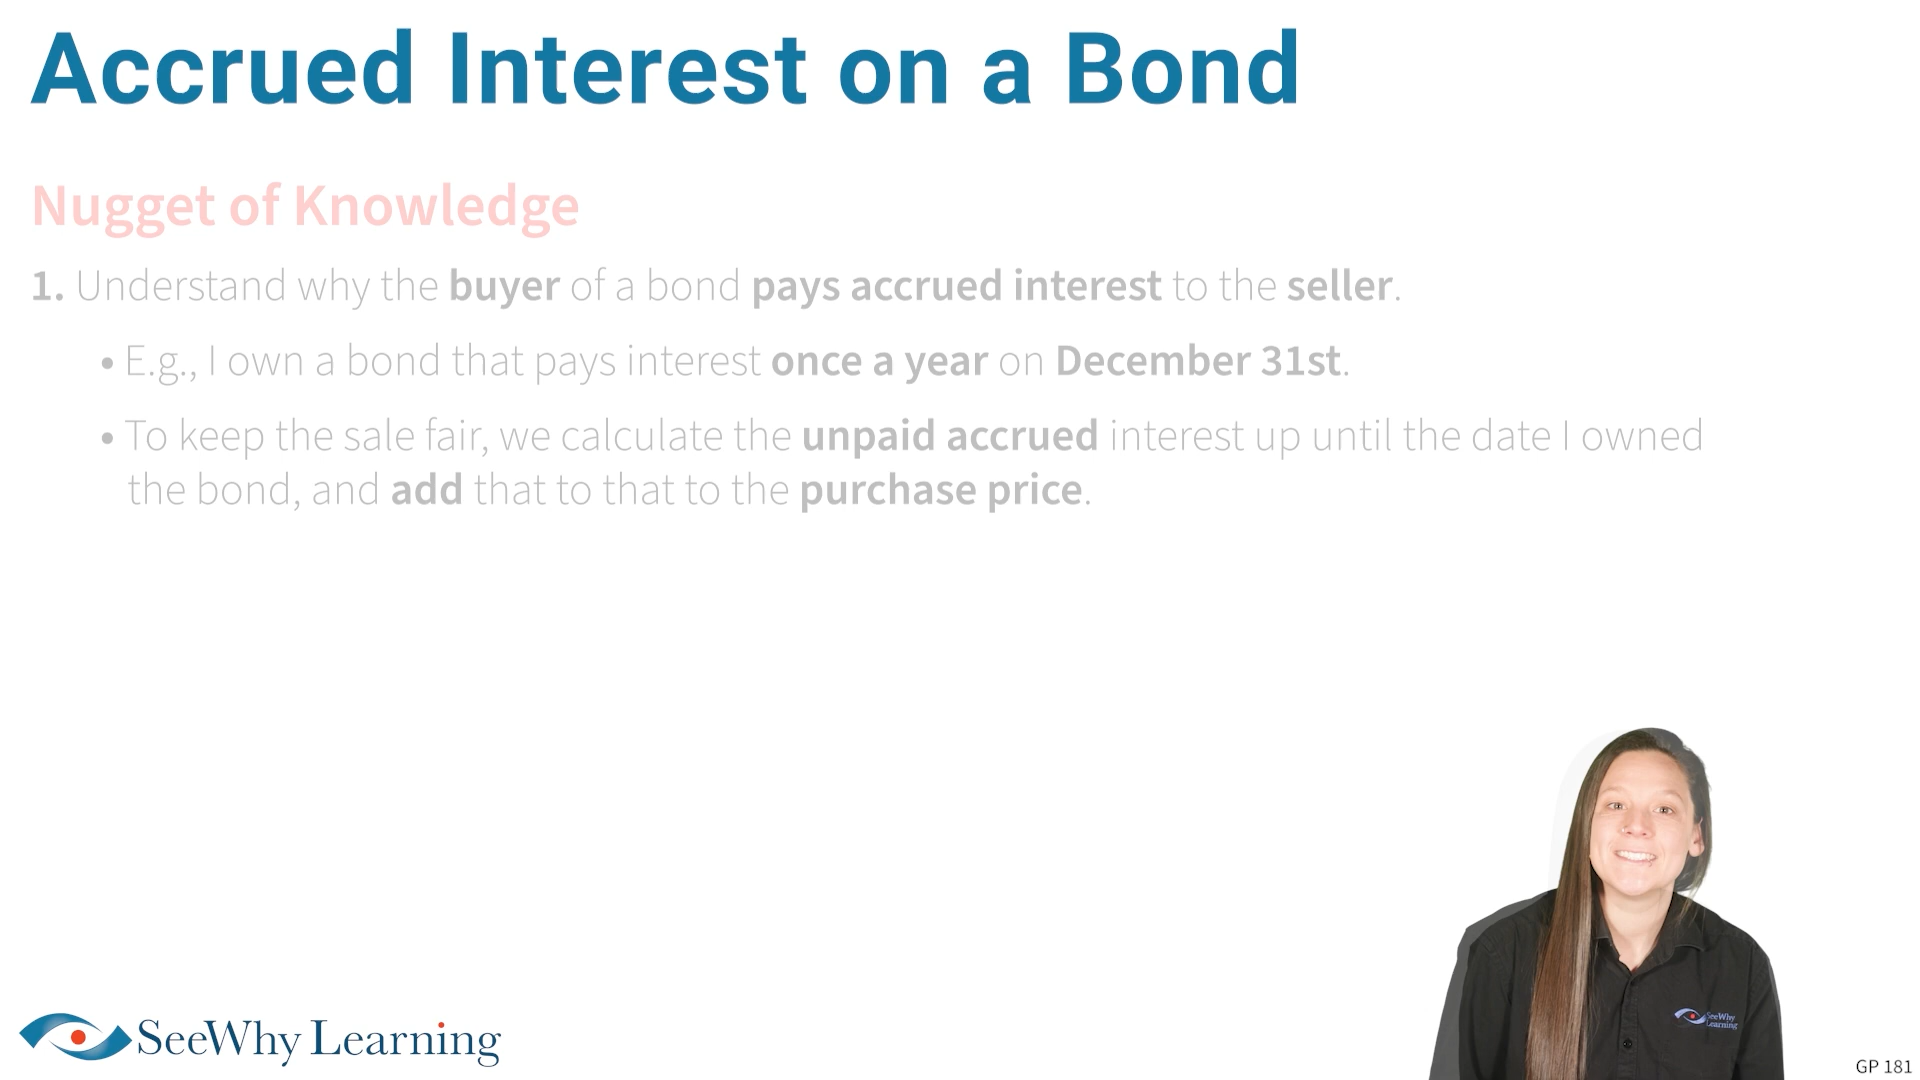 Accrued Interest on a Bond
Nugget of Knowledge
1. Understand why the buyer of a bond pays accrued interest to the seller.
• E.g., I own a bond that pays interest once a year on December 31st.
• To keep the sale fair, we calculate the unpaid accrued interest up until the date I owned
the bond, and add that to that to the purchase price.
SeeWhy
Learning
SeeWhy Learning
GP 181